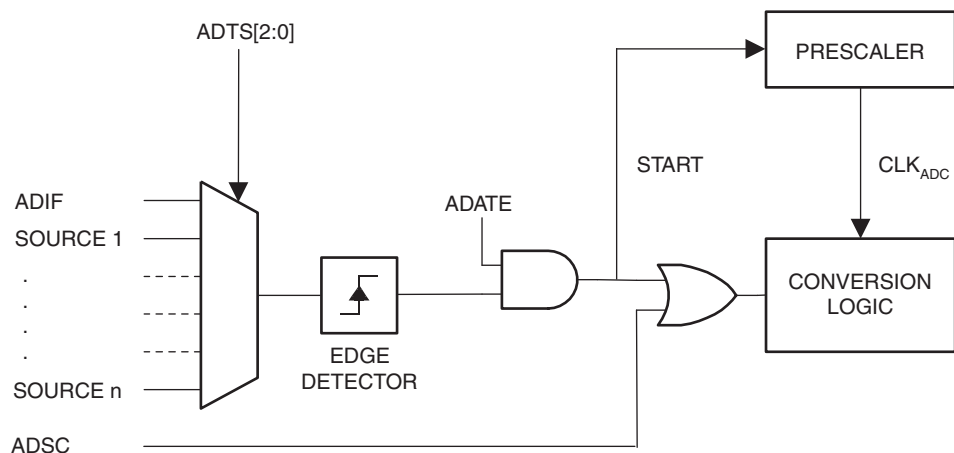 ADTS[2:0]
PRESCALER
START
CLKADC
ADIF
ADATE
SOURCE 1
.
.
.
.
CONVERSION
LOGIC
EDGE
DETECTOR
SOURCE n
ADSC